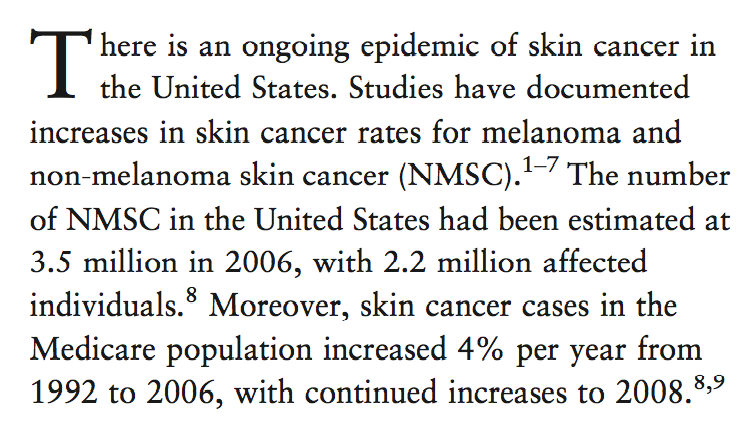 There is an ongoing epidemic of skin cancer in
the United States. Studies have documented
increases in skin cancer rates for melanoma and
non-melanoma skin cancer (NMSC).1–7 The number
of NMSC in the United States had been estimated at
3.5 million in 2006, with 2.2 million affected
individuals.8 Moreover, skin cancer cases in the
Medicare population increased 4% per year from
1992 to 2006, with continued increases to 2008.8,9